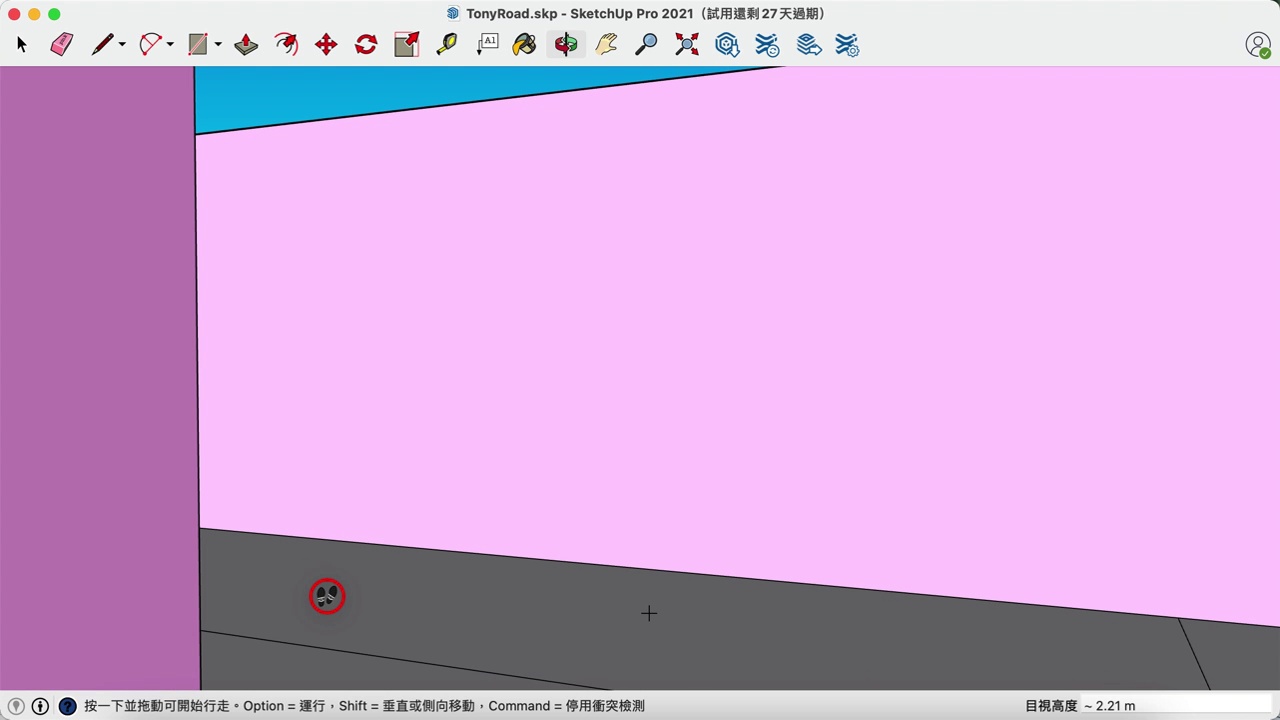 TonyRoad.skp - SketchUp Pro 2021（試用還剩 27 天過期）
A1
按一下並拖動可開始行走。Option = 運行，Shift = 垂直或側向移動，Command = 停用衝突檢測
目視高度 ~ 2.21 m